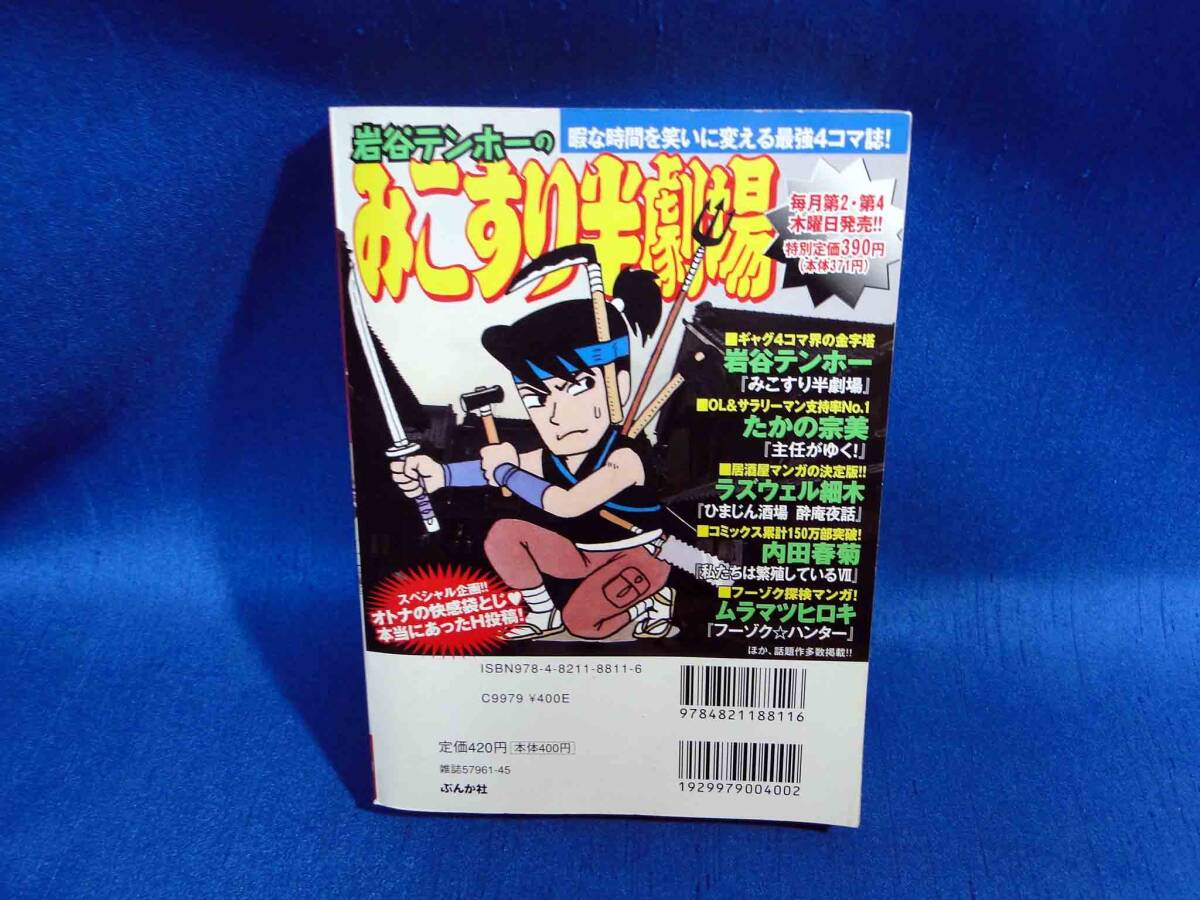 岩谷テンホーの
暇な時間を笑いに変える最強4コマ誌!
みこすり半劇場
毎月第2・第4
木曜日発売!!
特別定価390円
(本体371円)
■ギャグ4コマ界の金字塔
岩谷テンホー
『みこすり半劇場』
■OL&サラリーマン支持率No.1
たかの宗美
『主任がゆく!』
■居酒屋マンガの決定版!!
ラズウェル細木
『ひまじん酒場 酔庵夜話』
■コミックス累計150万部突破!
内田春菊
『私たちは繁殖しているⅦ』
■フーゾク探検マンガ!
ムラマツヒロキ
『フーゾク☆ハンター』
ほか、話題作多数掲載!!
スペシャル企画!!
オトナの快感袋とじ♥
本当にあったH投稿!
ISBN978-4-8211-8811-6
C9979 ¥400E
9784821188116
定価420円 本体400円
雑誌57961-45
ぶんか社
1929979004002